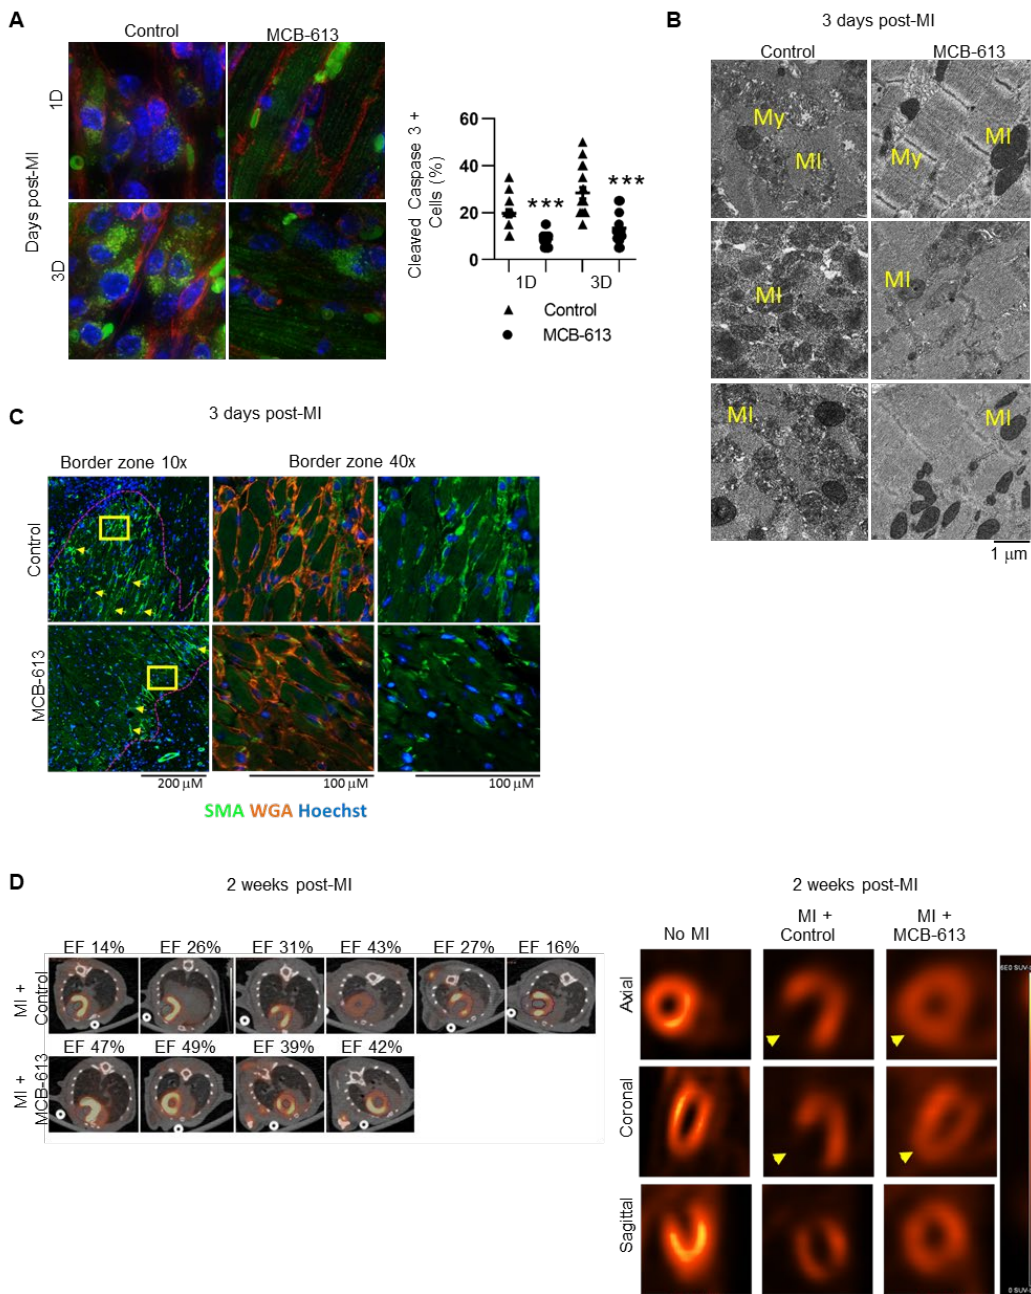 A
Control
MCB-613
Days post-MI
1D
3D
Cleaved Caspase 3 +
Cells (%)
60
40
20
0
***
***
1D
3D
Control
MCB-613
B
3 days post-MI
Control
MCB-613
My
MI
My
MI
MI
MI
MI
MI
1 μm
C
3 days post-MI
Border zone 10x
Border zone 40x
Control
MCB-613
200 μM
100 μM
100 μM
SMA WGA Hoechst
D
2 weeks post-MI
MI +
Control
EF 14%
EF 26%
EF 31%
EF 43%
EF 27%
EF 16%
MI +
MCB-613
EF 47%
EF 49%
EF 39%
EF 42%
2 weeks post-MI
No MI
MI +
Control
MI +
MCB-613
Axial
Coronal
Sagittal